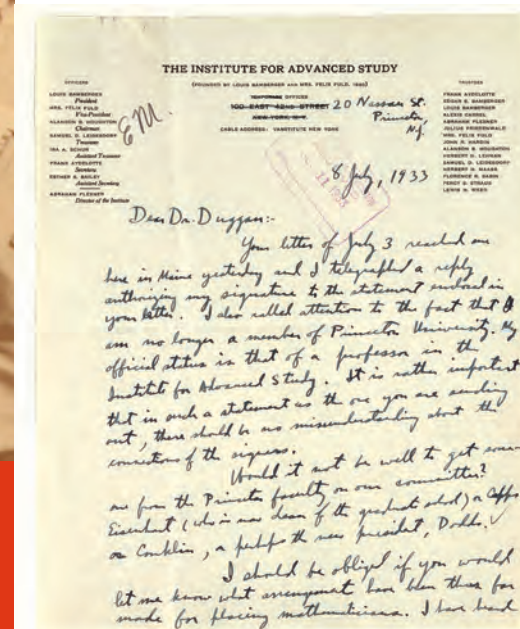 THE INSTITUTE FOR ADVANCED STUDY
(FOUNDED BY LOUIS BAMBERGER AND MRS. FELIX FULD, 1930)
OFFICERS
LOUIS BAMBERGER
President
MRS. FELIX FULD
Vice-President
ALANSON B. HOUGHTON
Chairman
SAMUEL D. LEIDESDORF
Treasurer
IRA A. SCHUR
Assistant Treasurer
FRANK AYDELOTTE
Secretary
ESTHER S. BAILEY
Assistant Secretary
ABRAHAM FLEXNER
Director of the Institute
EM.
OFFICES
100 EAST 42ND STREET 20 Nassau St.
NEW YORK, N.Y. Princeton,
N.J.
CABLE ADDRESS: VANSTITUTE NEW YORK
TRUSTEES
FRANK AYDELOTTE
EDGAR S. BAMBERGER
LOUIS BAMBERGER
ALEXIS CARREL
ABRAHAM FLEXNER
JULIUS FRIEDENWALD
MRS. FELIX FULD
JOHN R. HARDIN
ALANSON B. HOUGHTON
HERBERT H. LEHMAN
SAMUEL D. LEIDESDORF
HERBERT H. MAASS
FLORENCE R. SABIN
PERCY S. STRAUS
LEWIS H. WEED
8 July, 1933
Dear Dr. Duggan:-
Your letter of July 3 reached me
here in Maine yesterday and I telegraphed a reply
authorizing my signature to the statement enclosed in
your letter. I also called attention to the fact that I
am no longer a member of Princeton University. My
official status is that of a professor in the
Institute for Advanced Study. It is rather important
that in such a statement as the one you are sending
out, there should be no misunderstanding about the
connections of the signers.
Would it not be well to get some-
one from the Princeton faculty on our committee?
Eisenhart (who is now dean of the graduate school) or Capps
or Conklin, or perhaps the new president, Dodds.
I should be obliged if you would
let me know what arrangement have been thus far
made for placing mathematicians. I have heard